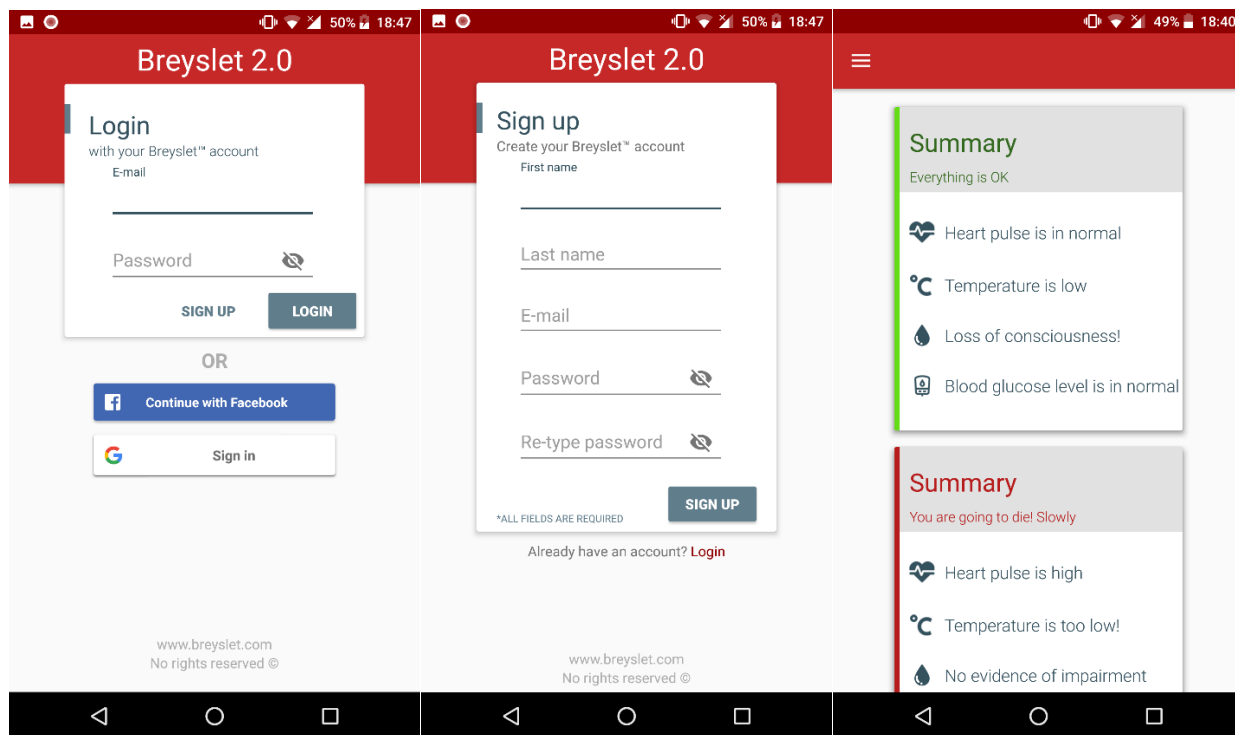 50% 18:47
Breyslet 2.0
Login
with your Breyslet™ account
E-mail
Password
SIGN UP LOGIN
OR
Continue with Facebook
Sign in
www.breyslet.com
No rights reserved ©
50% 18:47
Breyslet 2.0
Sign up
Create your Breyslet™ account
First name
Last name
E-mail
Password
Re-type password
*ALL FIELDS ARE REQUIRED SIGN UP
Already have an account? Login
www.breyslet.com
No rights reserved ©
49% 18:40
Summary
Everything is OK
Heart pulse is in normal
°C Temperature is low
Loss of consciousness!
Blood glucose level is in normal
Summary
You are going to die! Slowly
Heart pulse is high
°C Temperature is too low!
No evidence of impairment